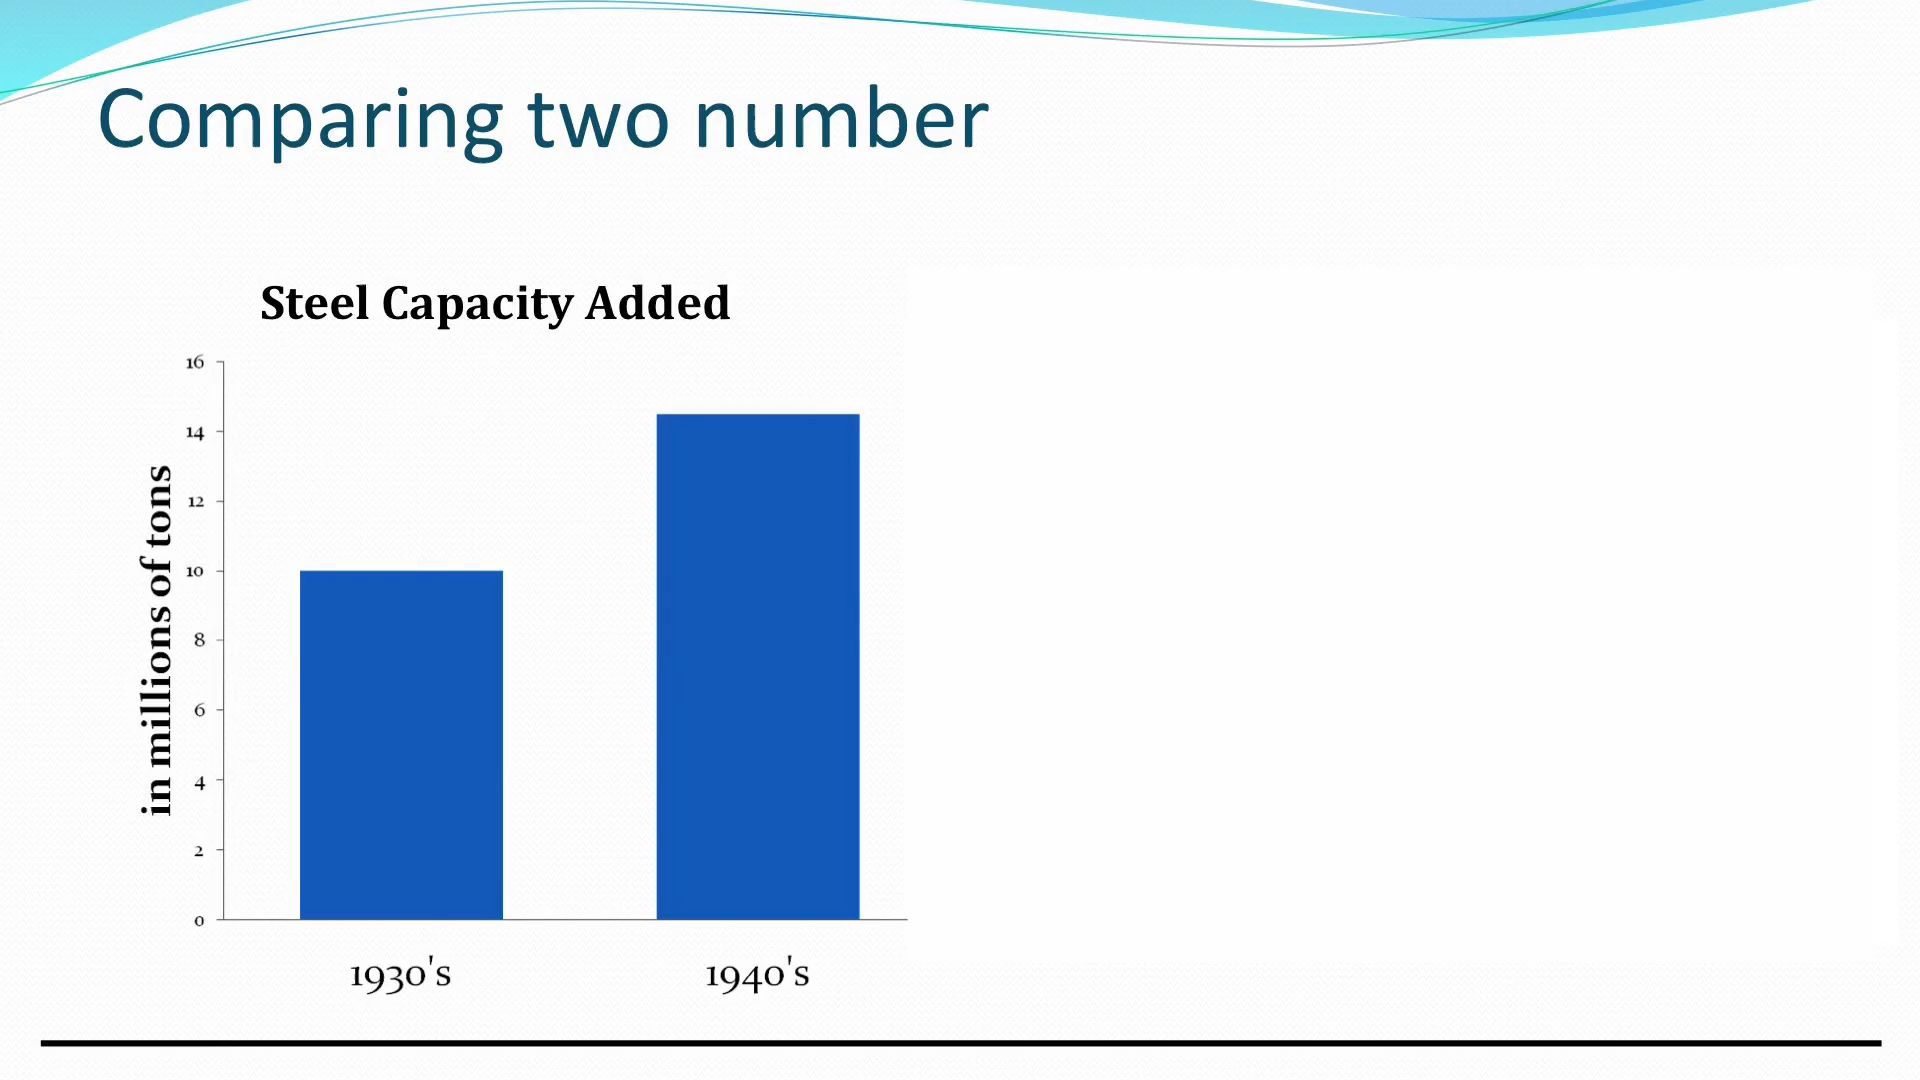 Comparing two number
Steel Capacity Added
in millions of tons
16
14
12
10
8
6
4
2
0
1930's
1940's